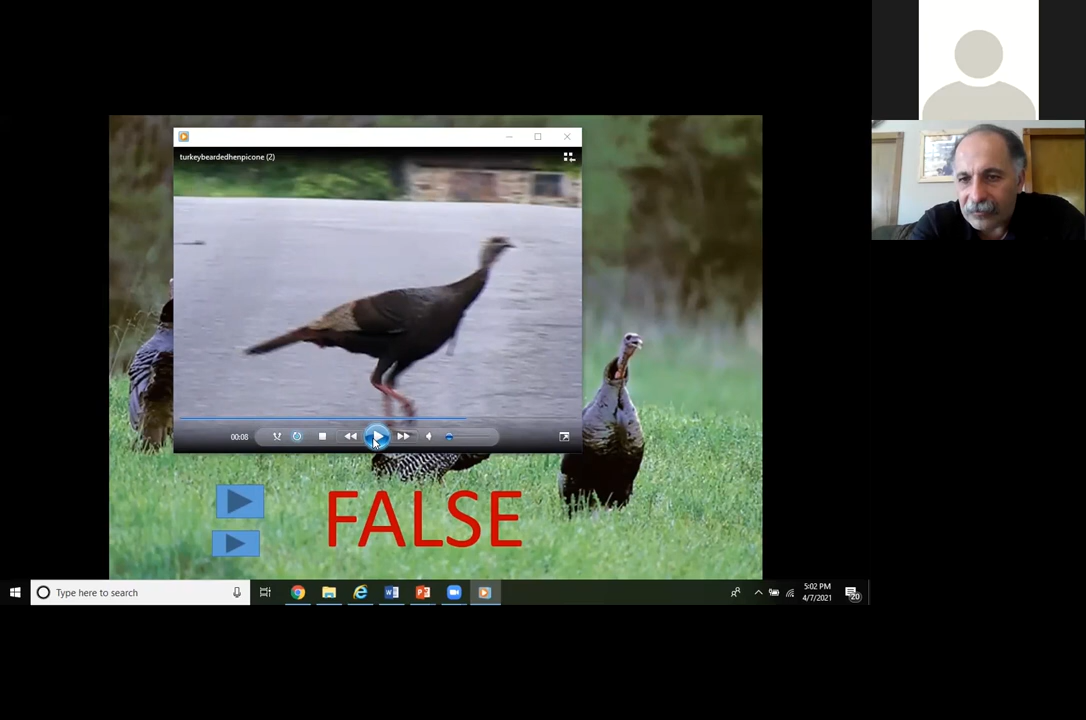 turkeybeardedhenpicone (2)
00:08
FALSE
Type here to search
5:02 PM
4/7/2021
20